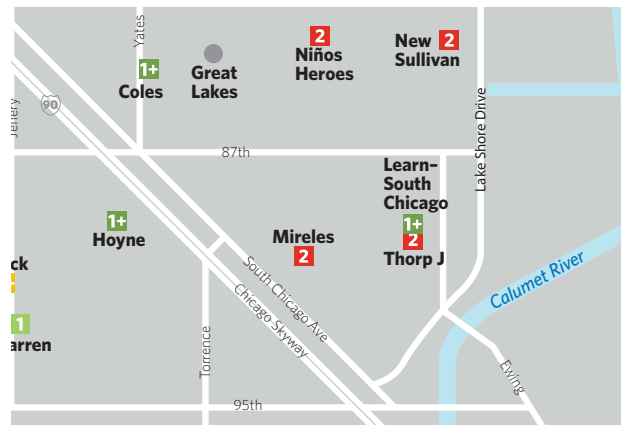 Yates
2
Niños
Heroes
New
Sullivan
2
1+
Coles
Great
Lakes
90
Lake Shore Drive
87th
Learn–
South
Chicago
1+
2
Thorp J
1+
Hoyne
Mireles
2
South Chicago Ave
Chicago Skyway
Calumet River
ck
1
arren
Torrence
Ewing
95th